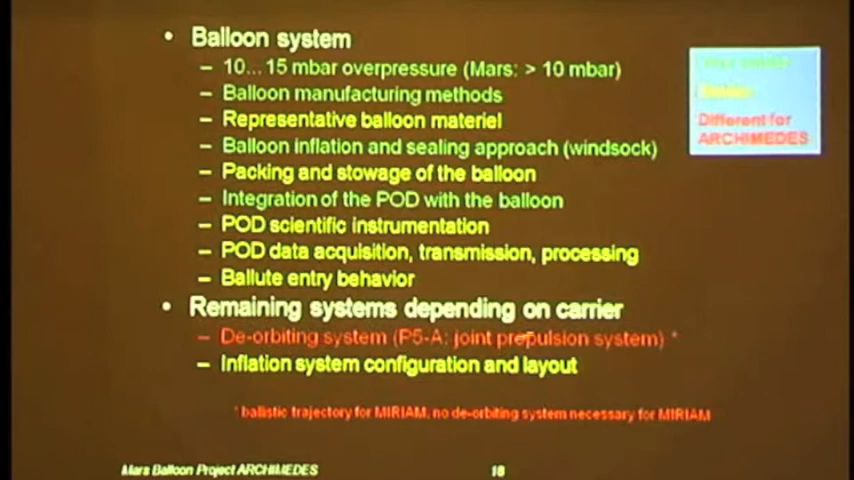 • Balloon system
– 10... 15 mbar overpressure (Mars: > 10 mbar)
– Balloon manufacturing methods
– Representative balloon materiel
– Balloon inflation and sealing approach (windsock)
– Packing and stowage of the balloon
– Integration of the POD with the balloon
– POD scientific instrumentation
– POD data acquisition, transmission, processing
– Ballute entry behavior
• Remaining systems depending on carrier
– De-orbiting system (P5-A: joint propulsion system) *
– Inflation system configuration and layout
* ballistic trajectory for MIRIAM, no de-orbiting system necessary for MIRIAM
Different for
ARCHIMEDES
Mars Balloon Project ARCHIMEDES
18